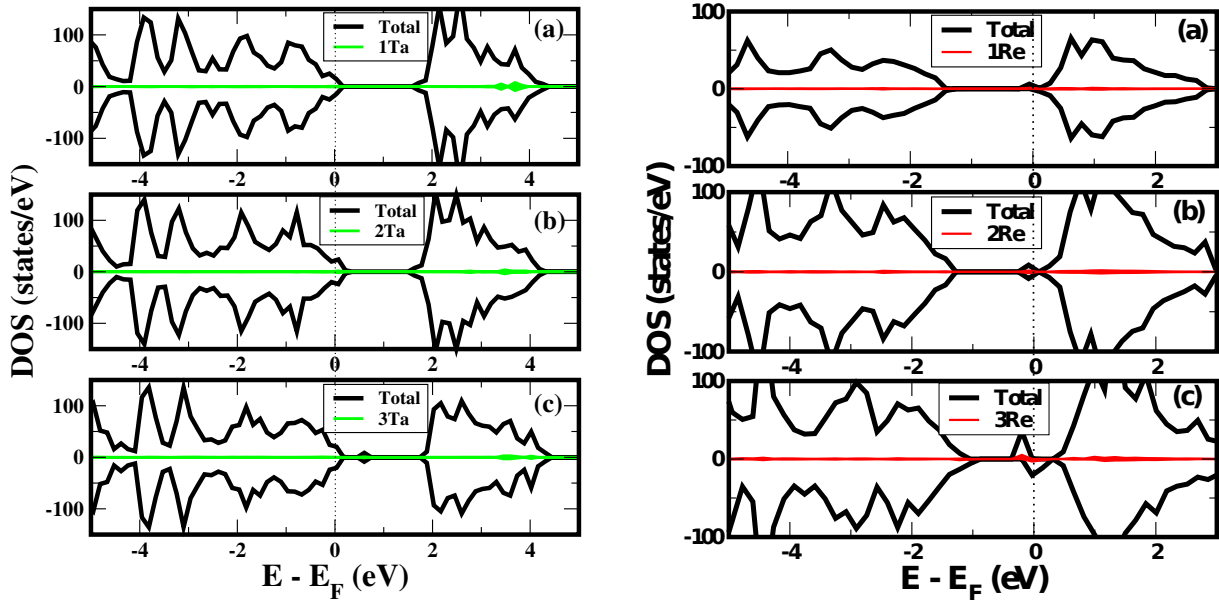 DOS (states/eV)
100
0
-100
Total
1Ta
(a)
-4 -2 0 2 4
100
0
-100
Total
2Ta
(b)
-4 -2 0 2 4
100
0
-100
Total
3Ta
(c)
-4 -2 0 2 4
E - E_F (eV)
DOS (states/eV)
100
0
-100
Total
1Re
(a)
-4 -2 0 2
100
0
-100
Total
2Re
(b)
-4 -2 0 2
100
0
-100
Total
3Re
(c)
-4 -2 0 2
E - E_F (eV)